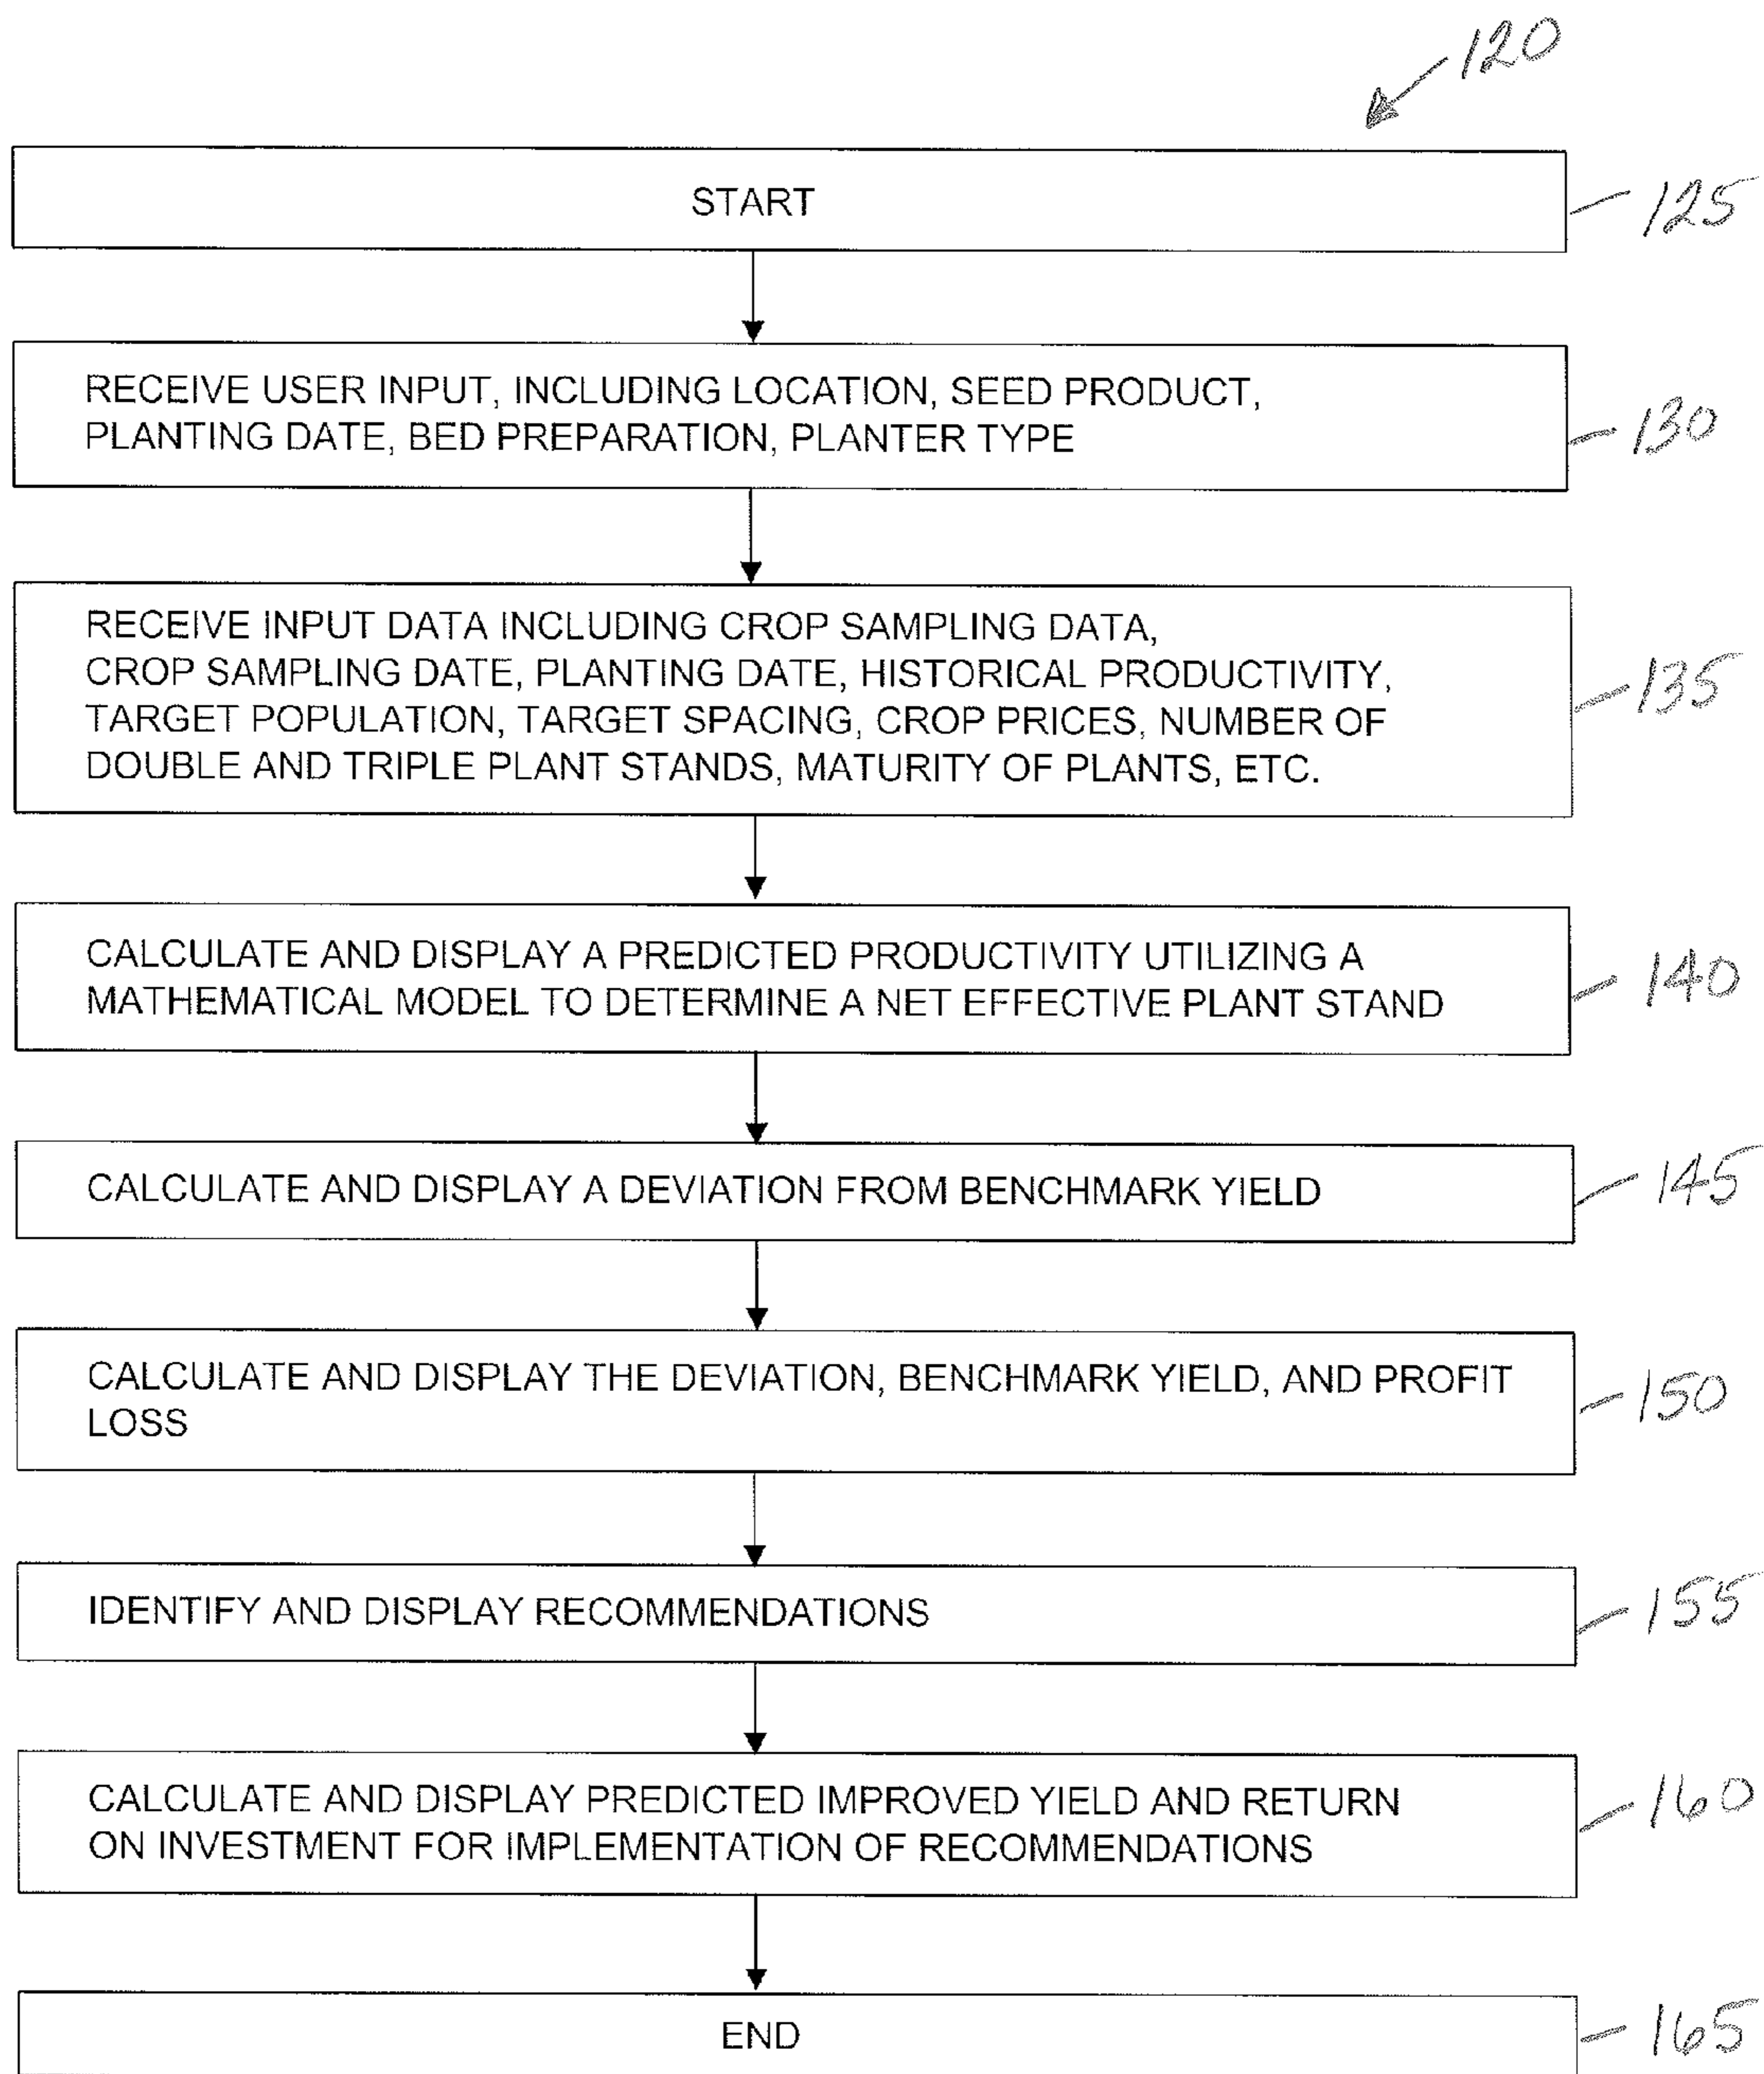 120
START
125
RECEIVE USER INPUT, INCLUDING LOCATION, SEED PRODUCT,
PLANTING DATE, BED PREPARATION, PLANTER TYPE
130
RECEIVE INPUT DATA INCLUDING CROP SAMPLING DATA,
CROP SAMPLING DATE, PLANTING DATE, HISTORICAL PRODUCTIVITY,
TARGET POPULATION, TARGET SPACING, CROP PRICES, NUMBER OF
DOUBLE AND TRIPLE PLANT STANDS, MATURITY OF PLANTS, ETC.
135
CALCULATE AND DISPLAY A PREDICTED PRODUCTIVITY UTILIZING A
MATHEMATICAL MODEL TO DETERMINE A NET EFFECTIVE PLANT STAND
140
CALCULATE AND DISPLAY A DEVIATION FROM BENCHMARK YIELD
145
CALCULATE AND DISPLAY THE DEVIATION, BENCHMARK YIELD, AND PROFIT
LOSS
150
IDENTIFY AND DISPLAY RECOMMENDATIONS
155
CALCULATE AND DISPLAY PREDICTED IMPROVED YIELD AND RETURN
ON INVESTMENT FOR IMPLEMENTATION OF RECOMMENDATIONS
160
END
165